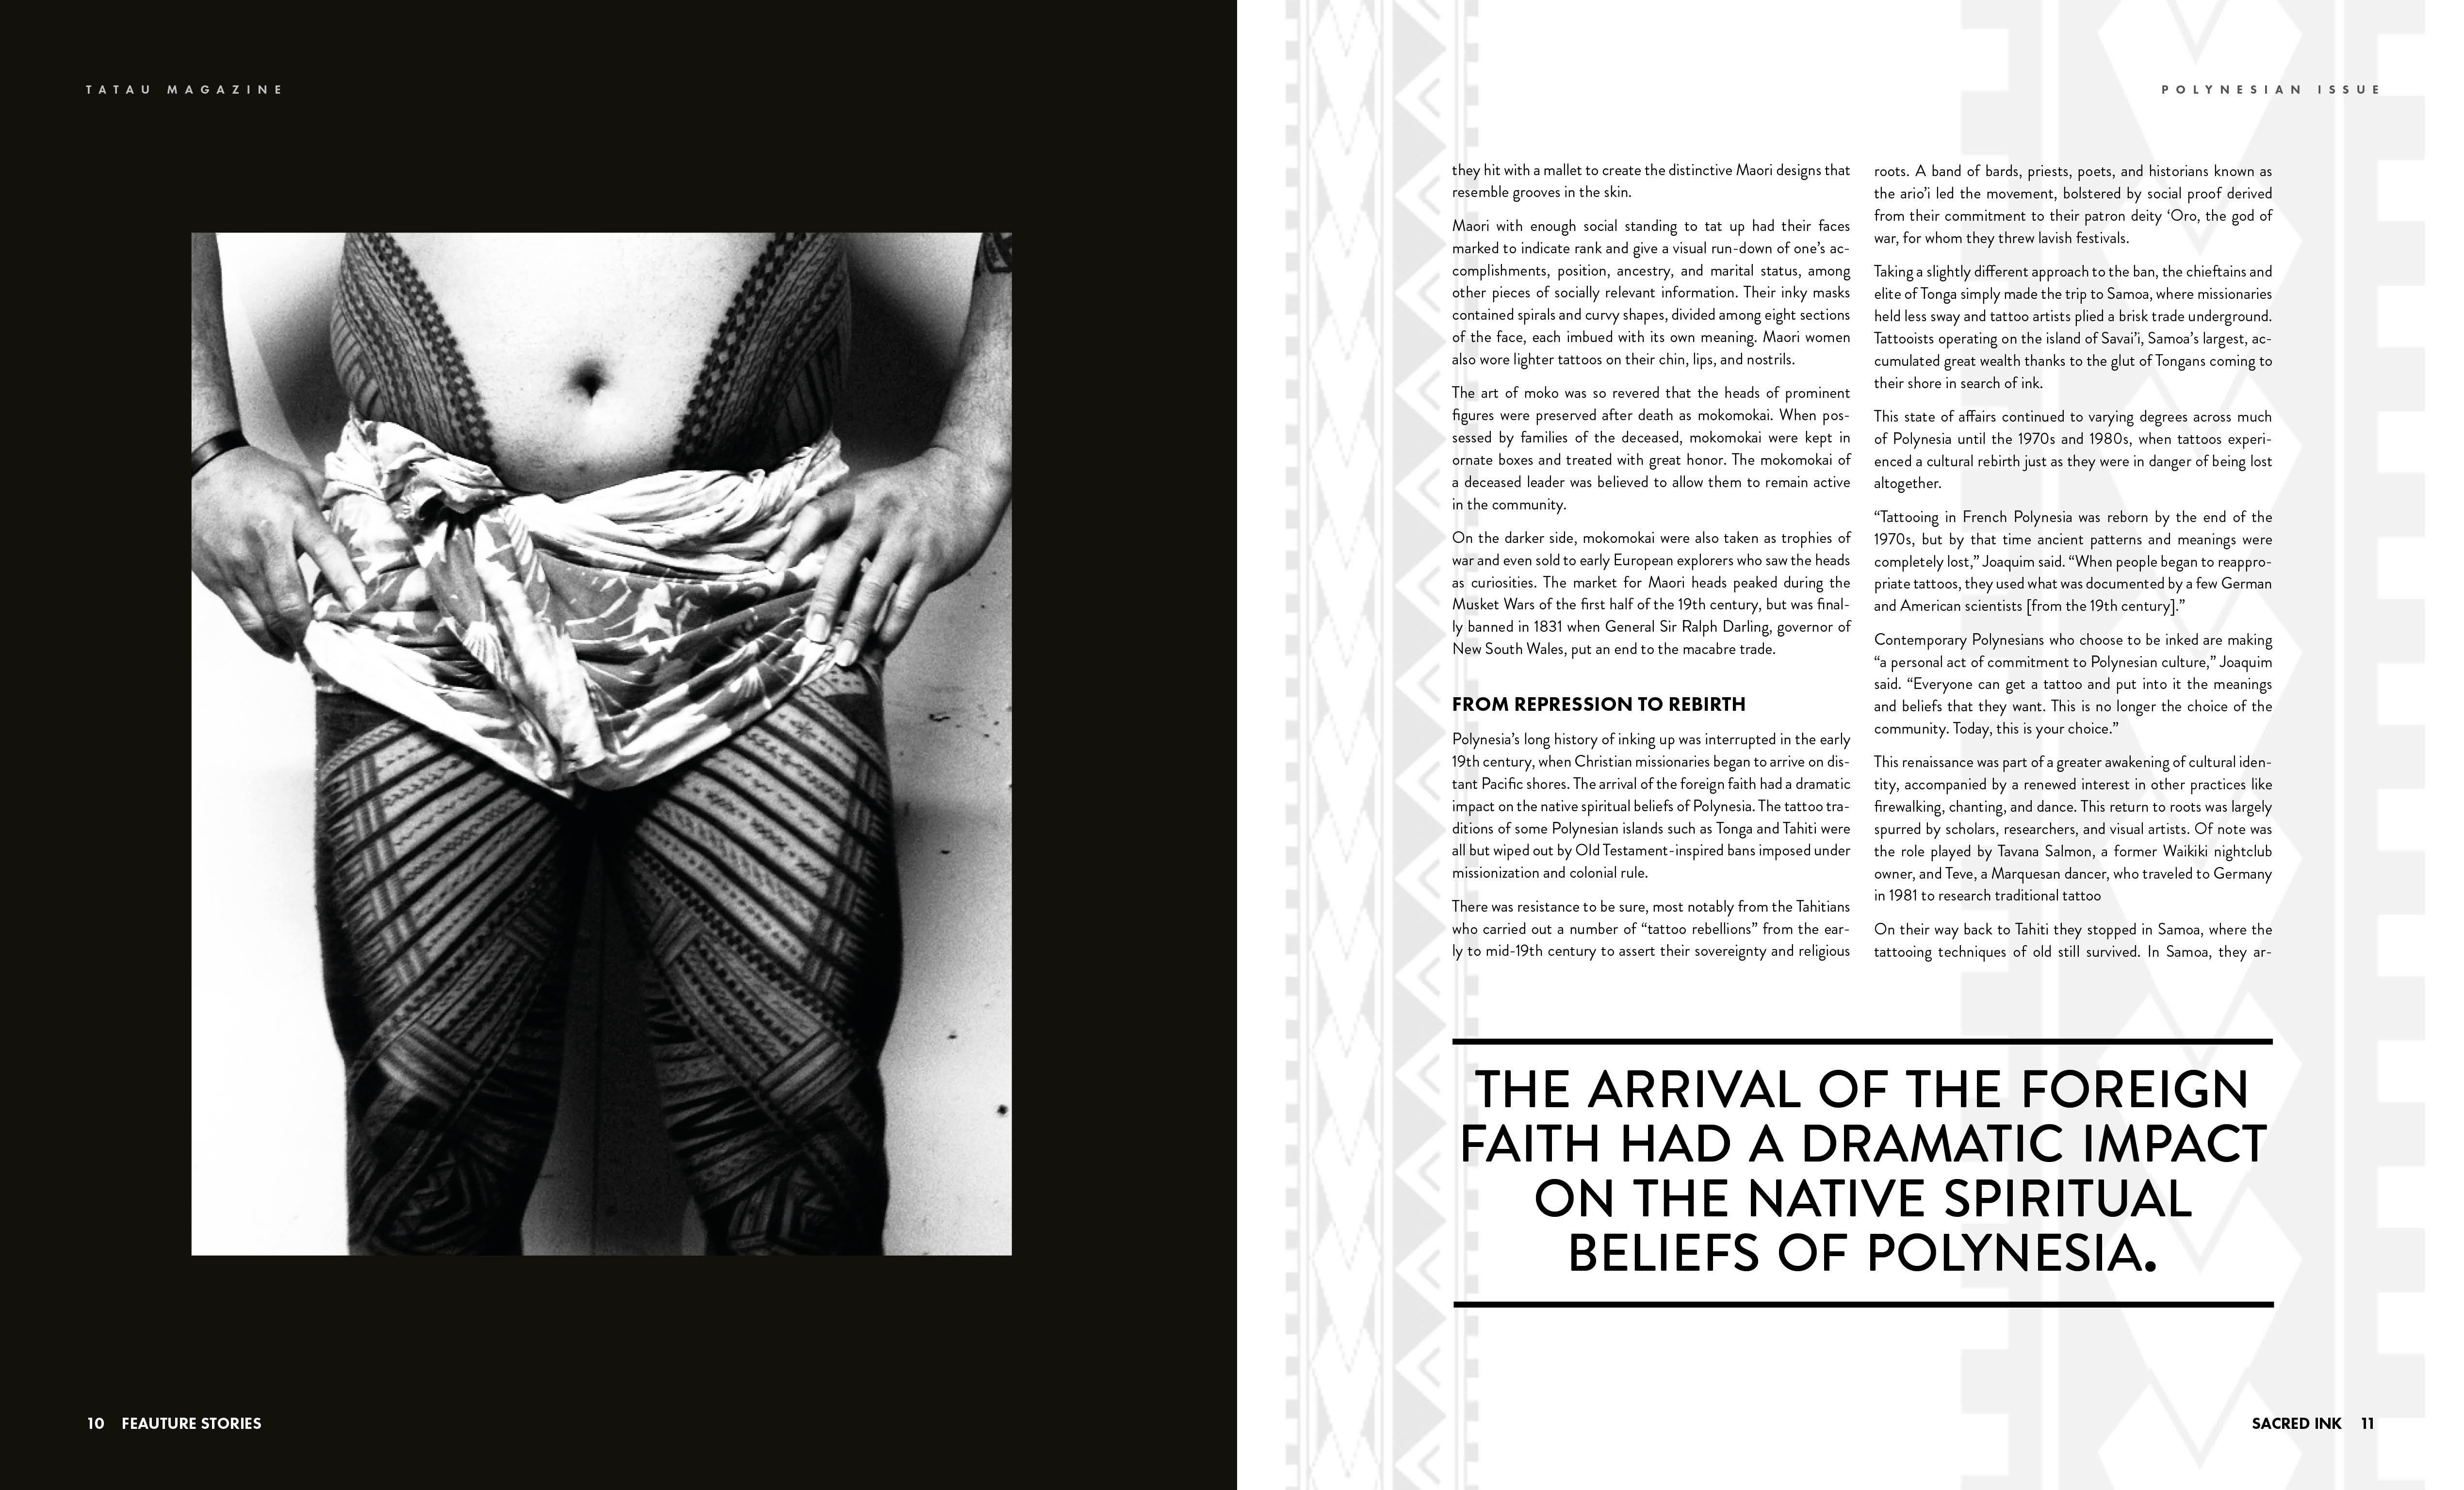 TATAU MAGAZINE
10 FEAUTURE STORIES
POLYNESIAN ISSUE
they hit with a mallet to create the distinctive Maori designs that
resemble grooves in the skin.
Maori with enough social standing to tat up had their faces
marked to indicate rank and give a visual run-down of one's ac-
complishments, position, ancestry, and marital status, among
other pieces of socially relevant information. Their inky masks
contained spirals and curvy shapes, divided among eight sections
of the face, each imbued with its own meaning. Maori women
also wore lighter tattoos on their chin, lips, and nostrils.
The art of moko was so revered that the heads of prominent
figures were preserved after death as mokomokai. When pos-
sessed by families of the deceased, mokomokai were kept in
ornate boxes and treated with great honor. The mokomokai of
a deceased leader was believed to allow them to remain active
in the community.
On the darker side, mokomokai were also taken as trophies of
war and even sold to early European explorers who saw the heads
as curiosities. The market for Maori heads peaked during the
Musket Wars of the first half of the 19th century, but was final-
ly banned in 1831 when General Sir Ralph Darling, governor of
New South Wales, put an end to the macabre trade.
FROM REPRESSION TO REBIRTH
Polynesia's long history of inking up was interrupted in the early
19th century, when Christian missionaries began to arrive on dis-
tant Pacific shores. The arrival of the foreign faith had a dramatic
impact on the native spiritual beliefs of Polynesia. The tattoo tra-
ditions of some Polynesian islands such as Tonga and Tahiti were
all but wiped out by Old Testament-inspired bans imposed under
missionization and colonial rule.
There was resistance to be sure, most notably from the Tahitians
who carried out a number of “tattoo rebellions” from the ear-
ly to mid-19th century to assert their sovereignty and religious
roots. A band of bards, priests, poets, and historians known as
the ario’i led the movement, bolstered by social proof derived
from their commitment to their patron deity ‘Oro, the god of
war, for whom they threw lavish festivals.
Taking a slightly different approach to the ban, the chieftains and
elite of Tonga simply made the trip to Samoa, where missionaries
held less sway and tattoo artists plied a brisk trade underground.
Tattooists operating on the island of Savai’i, Samoa’s largest, ac-
cumulated great wealth thanks to the glut of Tongans coming to
their shore in search of ink.
This state of affairs continued to varying degrees across much
of Polynesia until the 1970s and 1980s, when tattoos experi-
enced a cultural rebirth just as they were in danger of being lost
altogether.
“Tattooing in French Polynesia was reborn by the end of the
1970s, but by that time ancient patterns and meanings were
completely lost,” Joaquim said. “When people began to reappro-
priate tattoos, they used what was documented by a few German
and American scientists [from the 19th century].”
Contemporary Polynesians who choose to be inked are making
“a personal act of commitment to Polynesian culture,” Joaquim
said. “Everyone can get a tattoo and put into it the meanings
and beliefs that they want. This is no longer the choice of the
community. Today, this is your choice.”
This renaissance was part of a greater awakening of cultural iden-
tity, accompanied by a renewed interest in other practices like
firewalking, chanting, and dance. This return to roots was largely
spurred by scholars, researchers, and visual artists. Of note was
the role played by Tavana Salmon, a former Waikiki nightclub
owner, and Teve, a Marquesan dancer, who traveled to Germany
in 1981 to research traditional tattoo
On their way back to Tahiti they stopped in Samoa, where the
tattooing techniques of old still survived. In Samoa, they ar-
THE ARRIVAL OF THE FOREIGN
FAITH HAD A DRAMATIC IMPACT
ON THE NATIVE SPIRITUAL
BELIEFS OF POLYNESIA.
SACRED INK 11